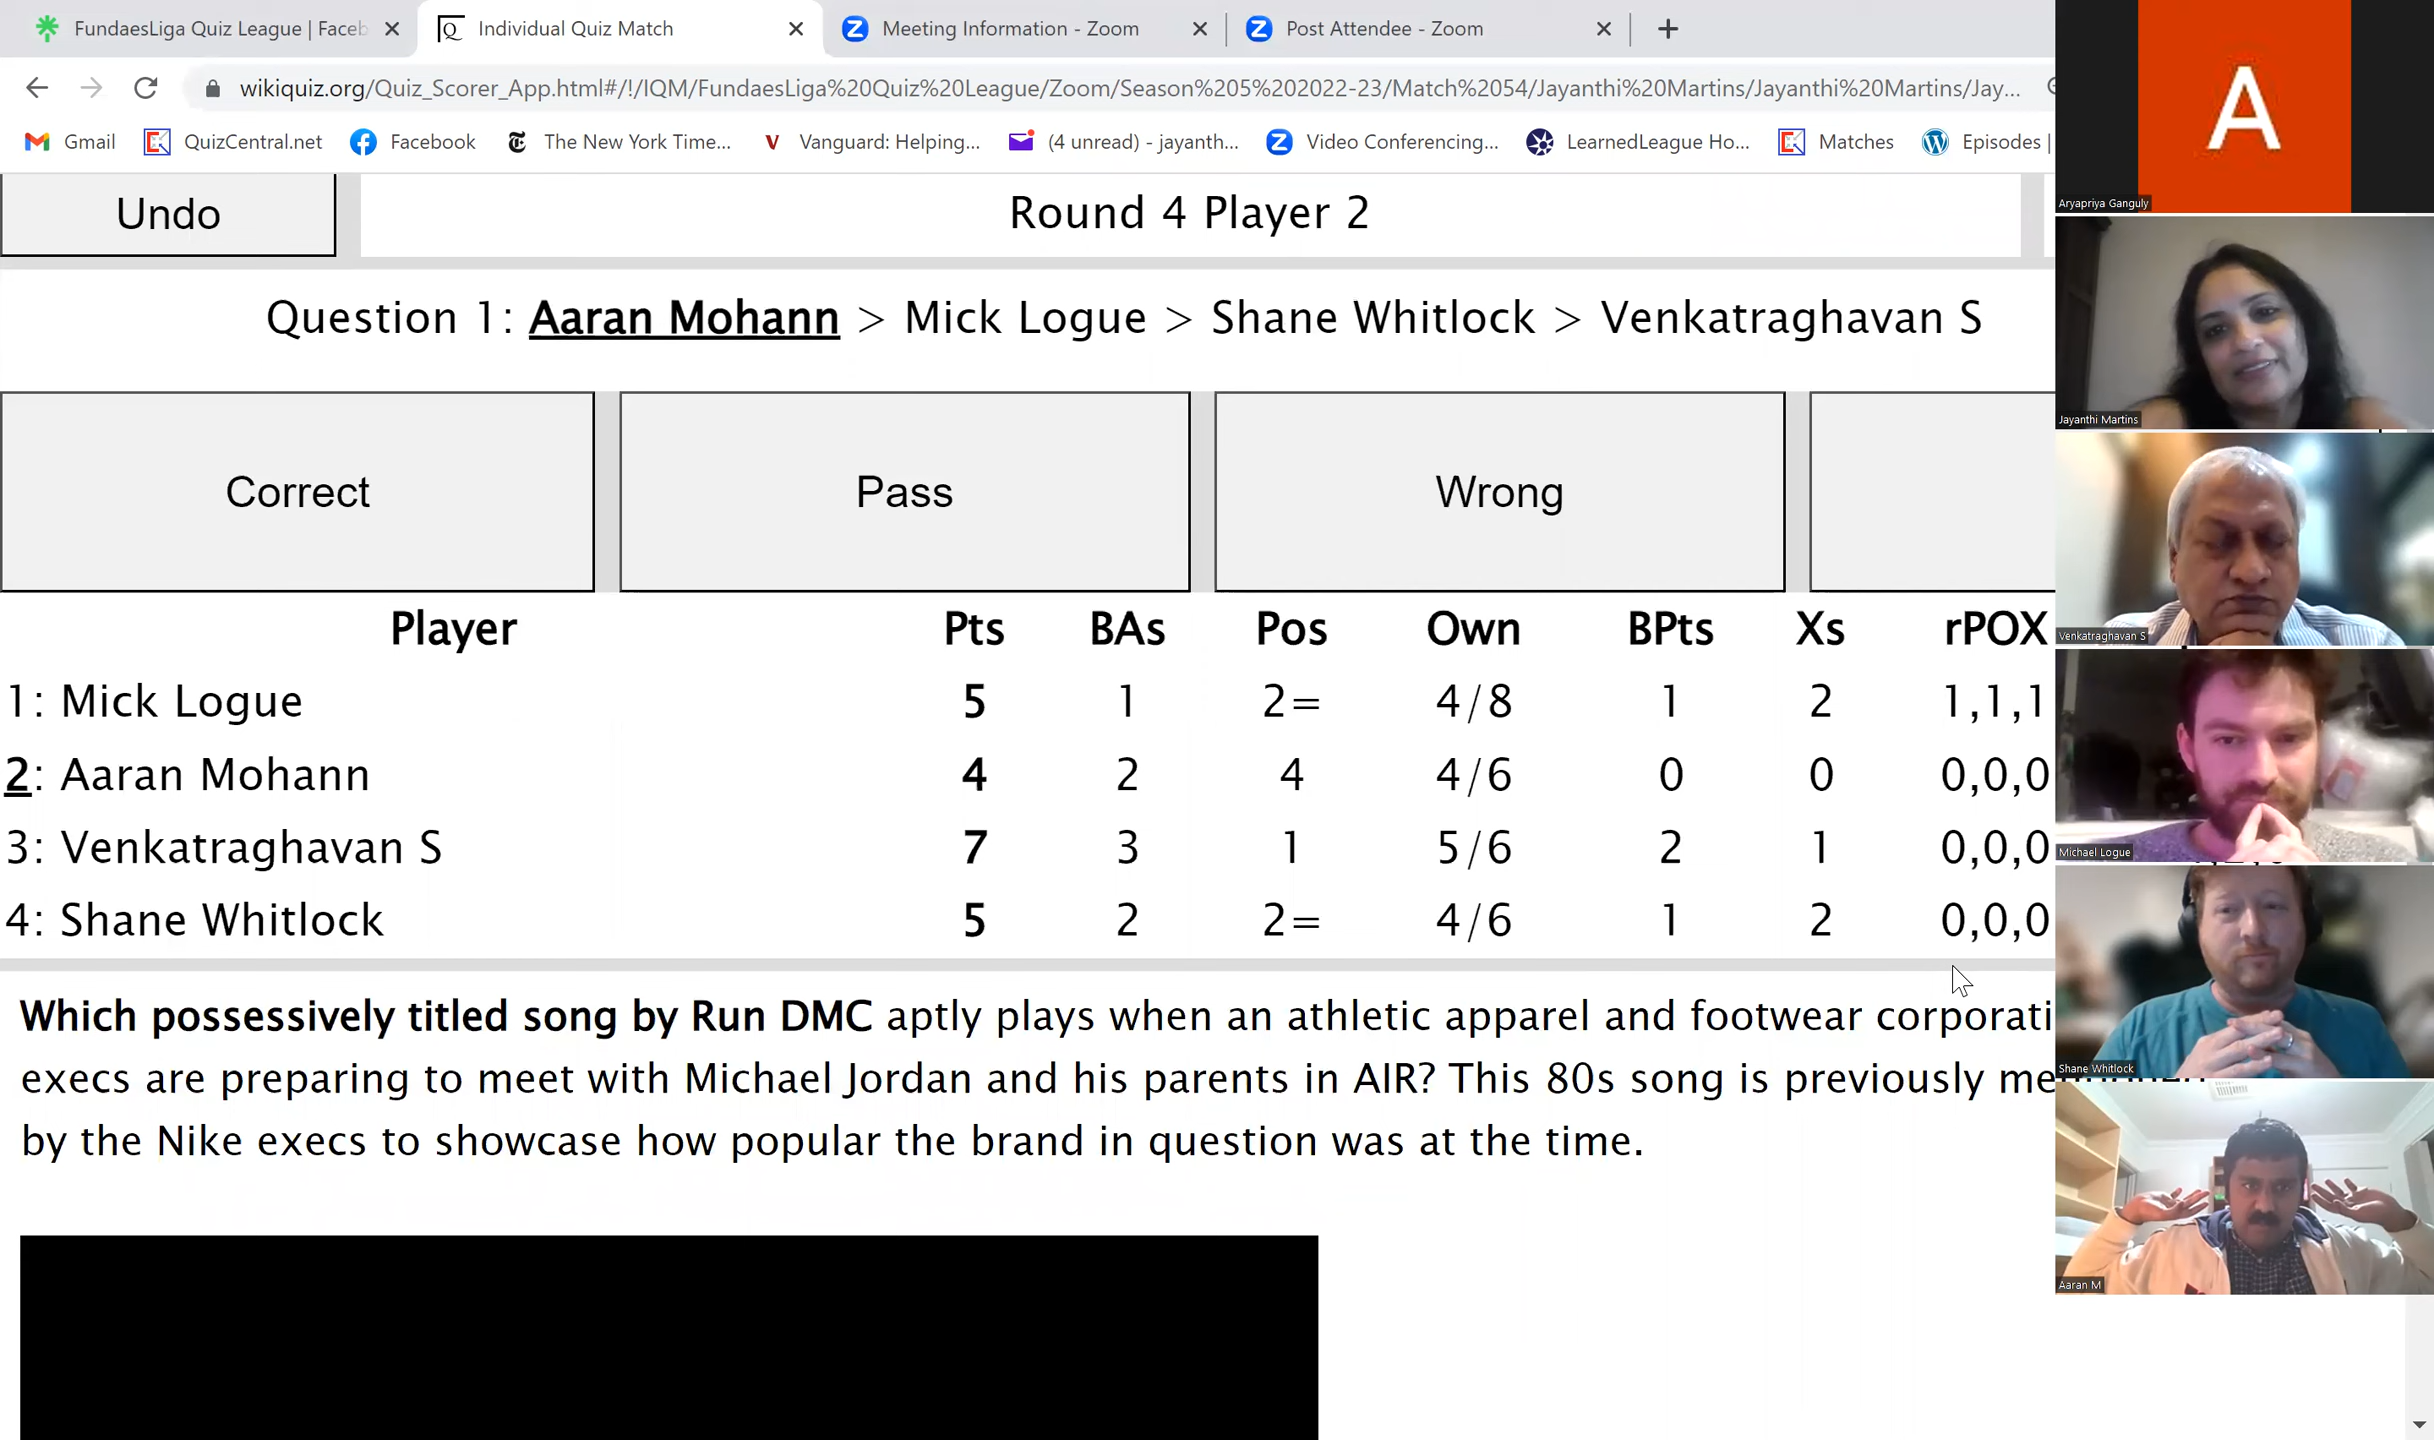 FundaesLiga Quiz League | Faceb
Individual Quiz Match
Meeting Information - Zoom
Post Attendee - Zoom
wikiquiz.org/Quiz_Scorer_App.html#/!/IQM/FundaesLiga%20Quiz%20League/Zoom/Season%205%202022-23/Match%2054/Jayanthi%20Martins/Jayanthi%20Martins/Jay...
Gmail
QuizCentral.net
Facebook
The New York Time...
Vanguard: Helping...
(4 unread) - jayanth...
Video Conferencing...
LearnedLeague Ho...
Matches
Episodes |
Undo
Round 4 Player 2
Question 1: Aaran Mohann > Mick Logue > Shane Whitlock > Venkatraghavan S
Correct
Pass
Wrong
Player Pts BAs Pos Own BPts Xs rPOX
1: Mick Logue 5 1 2= 4/8 1 2 1,1,1
2: Aaran Mohann 4 2 4 4/6 0 0 0,0,0
3: Venkatraghavan S 7 3 1 5/6 2 1 0,0,0
4: Shane Whitlock 5 2 2= 4/6 1 2 0,0,0
Which possessively titled song by Run DMC aptly plays when an athletic apparel and footwear corporati
execs are preparing to meet with Michael Jordan and his parents in AIR? This 80s song is previously me
by the Nike execs to showcase how popular the brand in question was at the time.
A
Aryapriya Ganguly
Jayanthi Martins
Venkatraghavan S
Michael Logue
Shane Whitlock
Aaran M